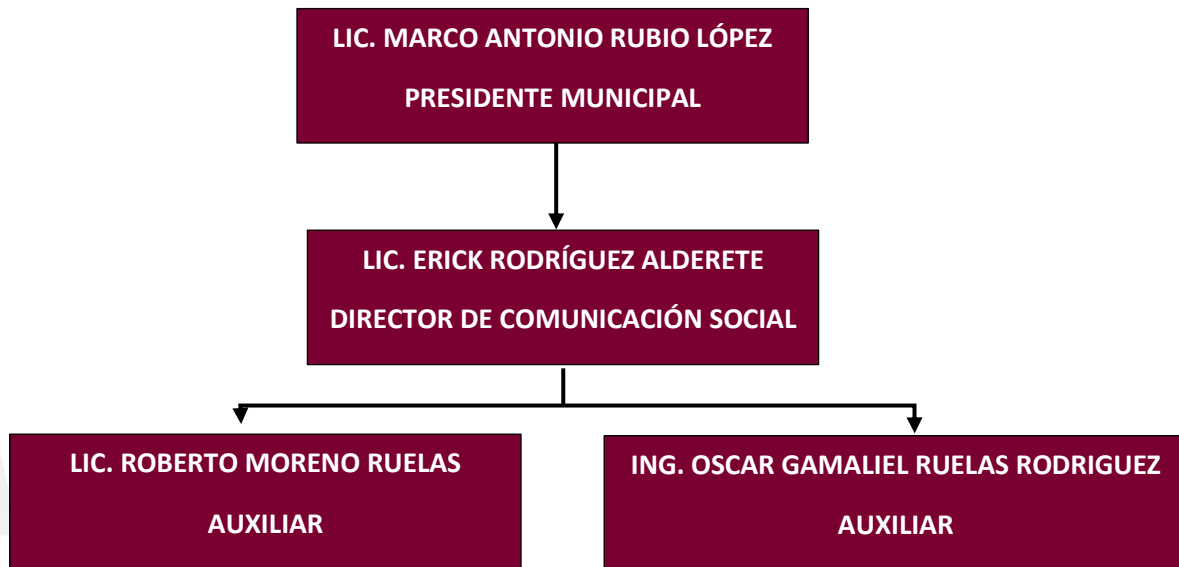 LIC. MARCO ANTONIO RUBIO LÓPEZ
PRESIDENTE MUNICIPAL
LIC. ERICK RODRÍGUEZ ALDERETE
DIRECTOR DE COMUNICACIÓN SOCIAL
LIC. ROBERTO MORENO RUELAS
AUXILIAR
ING. OSCAR GAMALIEL RUELAS RODRIGUEZ
AUXILIAR